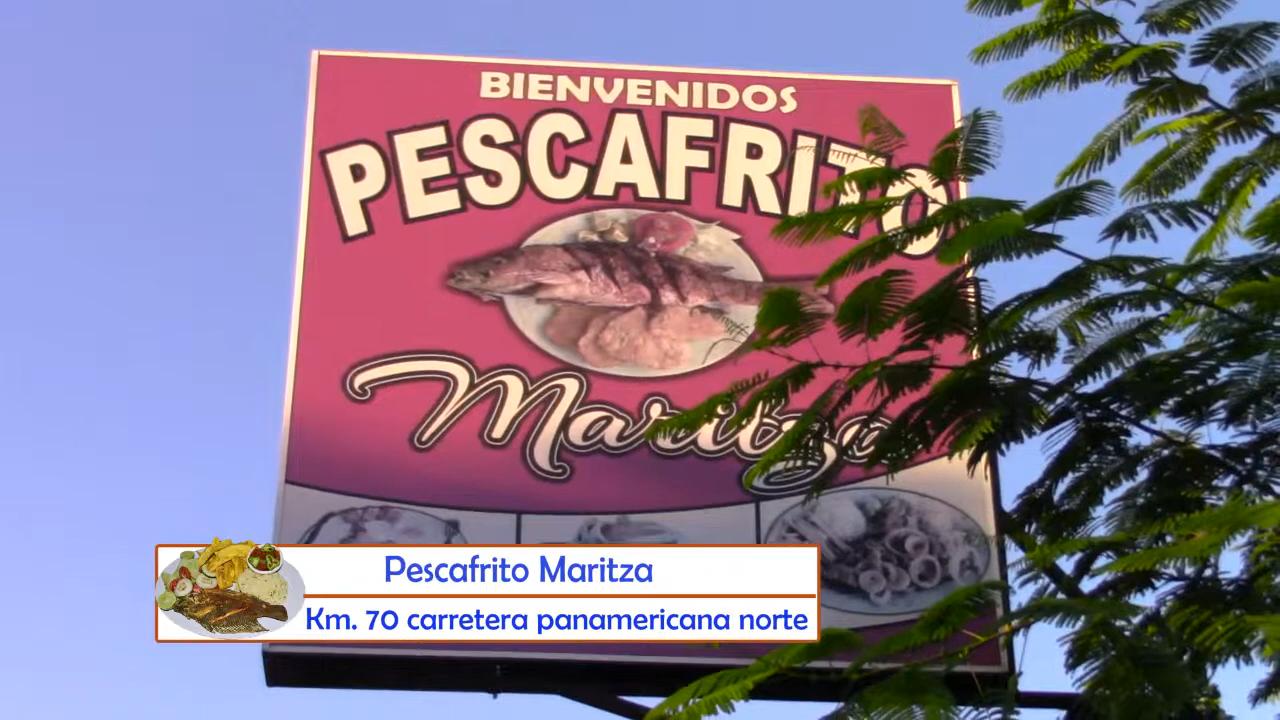 BIENVENIDOS
PESCAFRITO
Maritza
Pescafrito Maritza
Km. 70 carretera panamericana norte